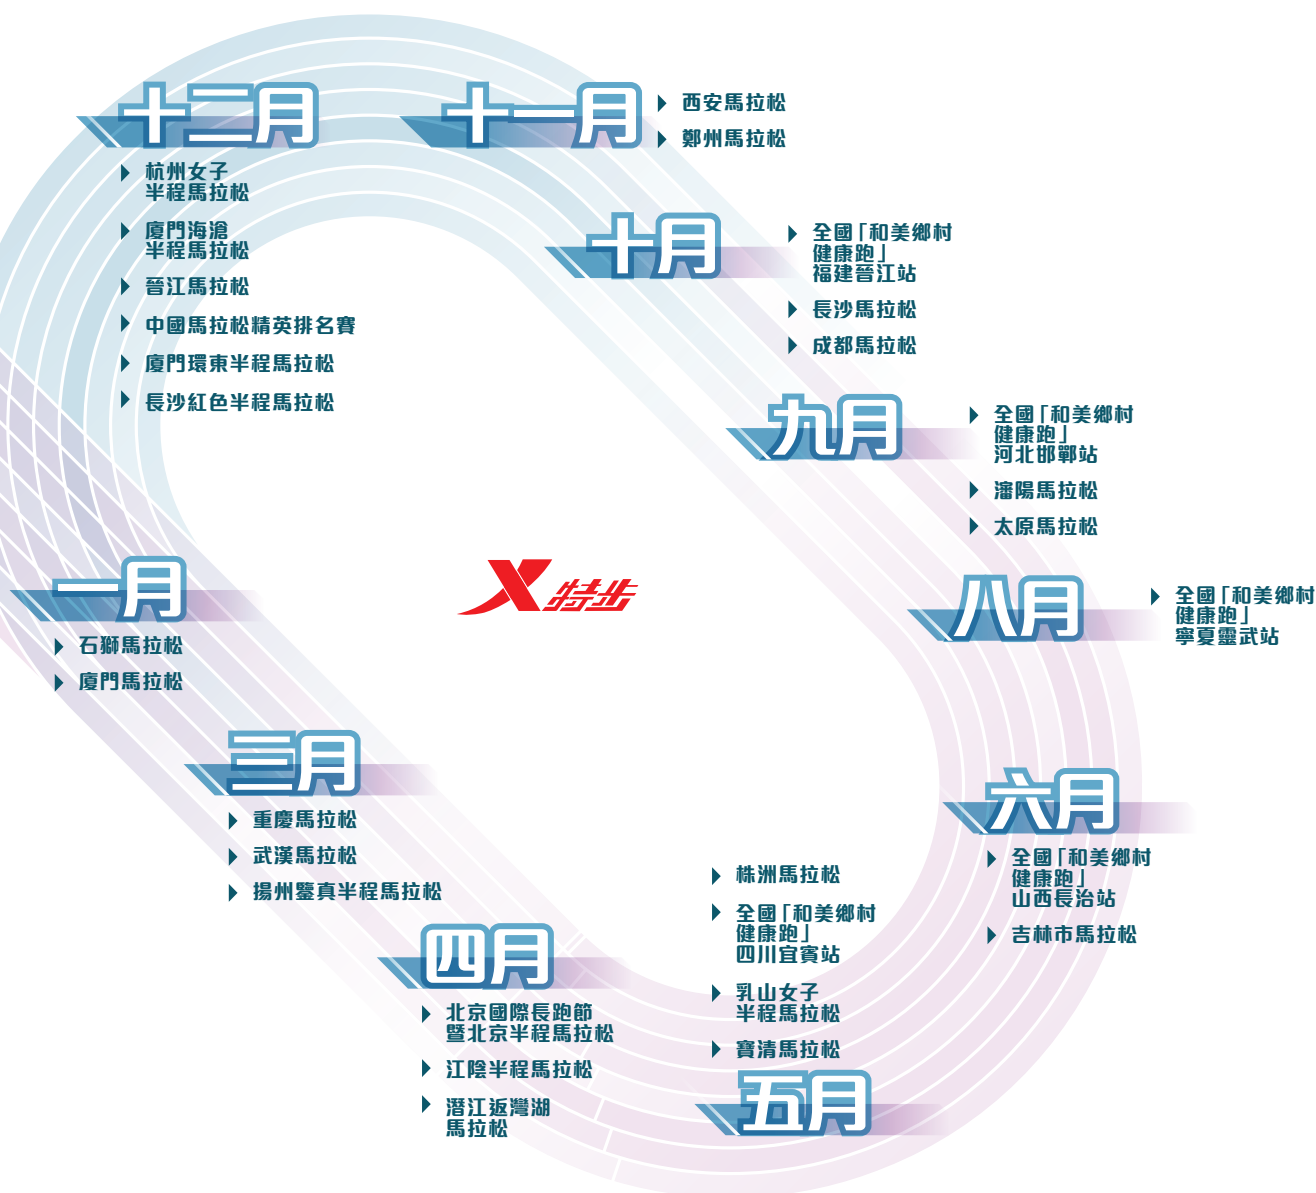 十二月
杭州女子
半程馬拉松
廈門海滄
半程馬拉松
晉江馬拉松
中國馬拉松精英排名賽
廈門環東半程馬拉松
長沙紅色半程馬拉松
十一月
西安馬拉松
鄭州馬拉松
十月
全國「和美鄉村
健康跑」
福建晉江站
長沙馬拉松
成都馬拉松
九月
全國「和美鄉村
健康跑」
河北邯鄲站
瀋陽馬拉松
太原馬拉松
八月
全國「和美鄉村
健康跑」
寧夏靈武站
一月
石獅馬拉松
廈門馬拉松
特步
三月
重慶馬拉松
武漢馬拉松
揚州鑒真半程馬拉松
六月
全國「和美鄉村
健康跑」
山西長治站
吉林市馬拉松
四月
北京國際長跑節
暨北京半程馬拉松
江陰半程馬拉松
潛江返灣湖
馬拉松
株洲馬拉松
全國「和美鄉村
健康跑」
四川宜賓站
乳山女子
半程馬拉松
寶清馬拉松
五月